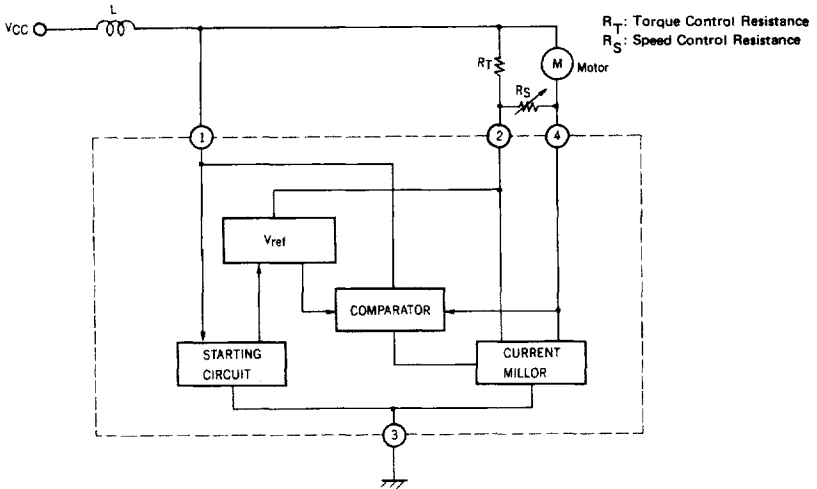 L
VCC
RT: Torque Control Resistance
RS: Speed Control Resistance
RT
M Motor
RS
1
2
4
Vref
COMPARATOR
STARTING
CIRCUIT
CURRENT
MILLOR
3